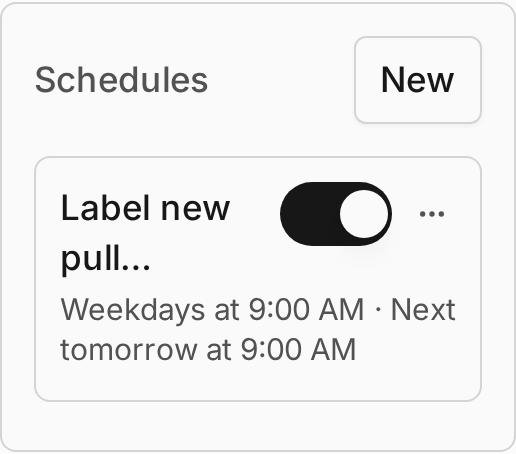 Schedules
New
Label new
pull...
Weekdays at 9:00 AM · Next
tomorrow at 9:00 AM